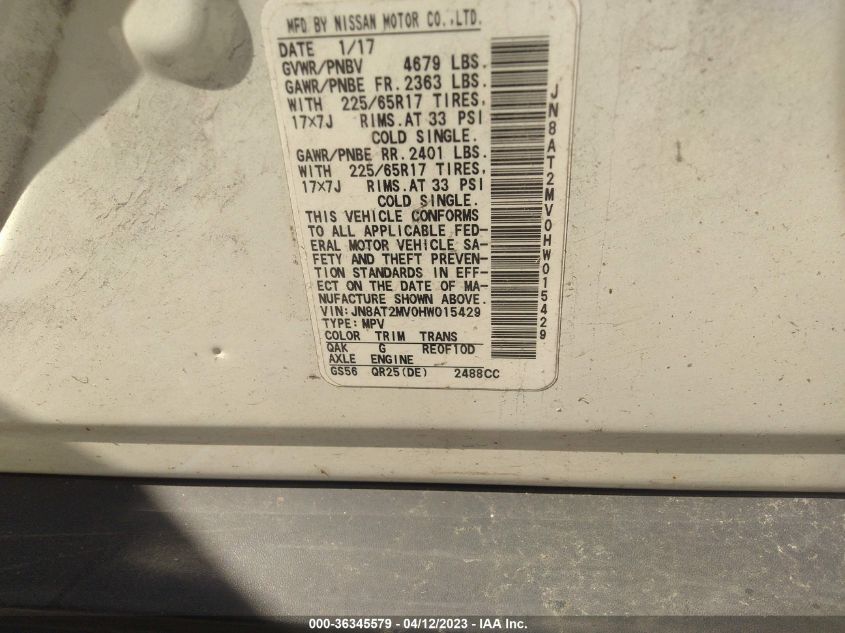 MFD BY NISSAN MOTOR CO.,LTD.
DATE 1/17
GVWR/PNBV 4679 LBS.
GAWR/PNBE FR. 2363 LBS.
WITH 225/65R17 TIRES,
17×7J RIMS.AT 33 PSI
COLD SINGLE.
GAWR/PNBE RR. 2401 LBS.
WITH 225/65R17 TIRES,
17×7J RIMS.AT 33 PSI
COLD SINGLE.
THIS VEHICLE CONFORMS
TO ALL APPLICABLE FED-
ERAL MOTOR VEHICLE SA-
FETY AND THEFT PREVEN-
TION STANDARDS IN EFF-
ECT ON THE DATE OF MA-
NUFACTURE SHOWN ABOVE.
VIN:JN8AT2MV0HW015429
TYPE:MPV
COLOR TRIM TRANS
QAK G RE0F10D
AXLE ENGINE
GS56 QR25(DE) 2488CC
JN8AT2MV0HW015429
000-36345579 - 04/12/2023 - IAA Inc.